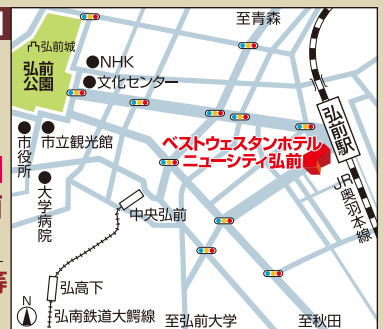 至青森
弘前城
NHK
弘前
公園
文化センター
弘前駅
市役所
市立観光館
ベストウェスタンホテル
ニューシティ弘前
大学病院
JR奥羽本線
中央弘前
弘高下
N
弘南鉄道大鰐線
至弘前大学
至秋田
等